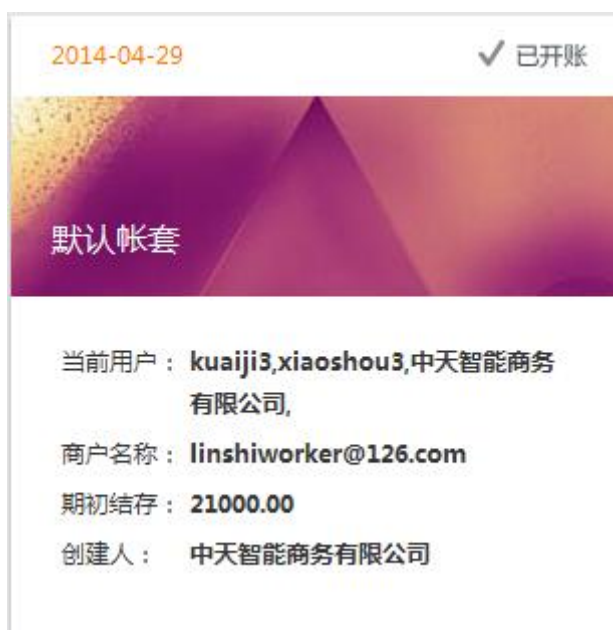 2014-04-29 已开账
默认帐套
当前用户： kuaiji3,xiaoshou3,中天智能商务
有限公司,
商户名称： linshiworker@126.com
期初结存： 21000.00
创建人： 中天智能商务有限公司